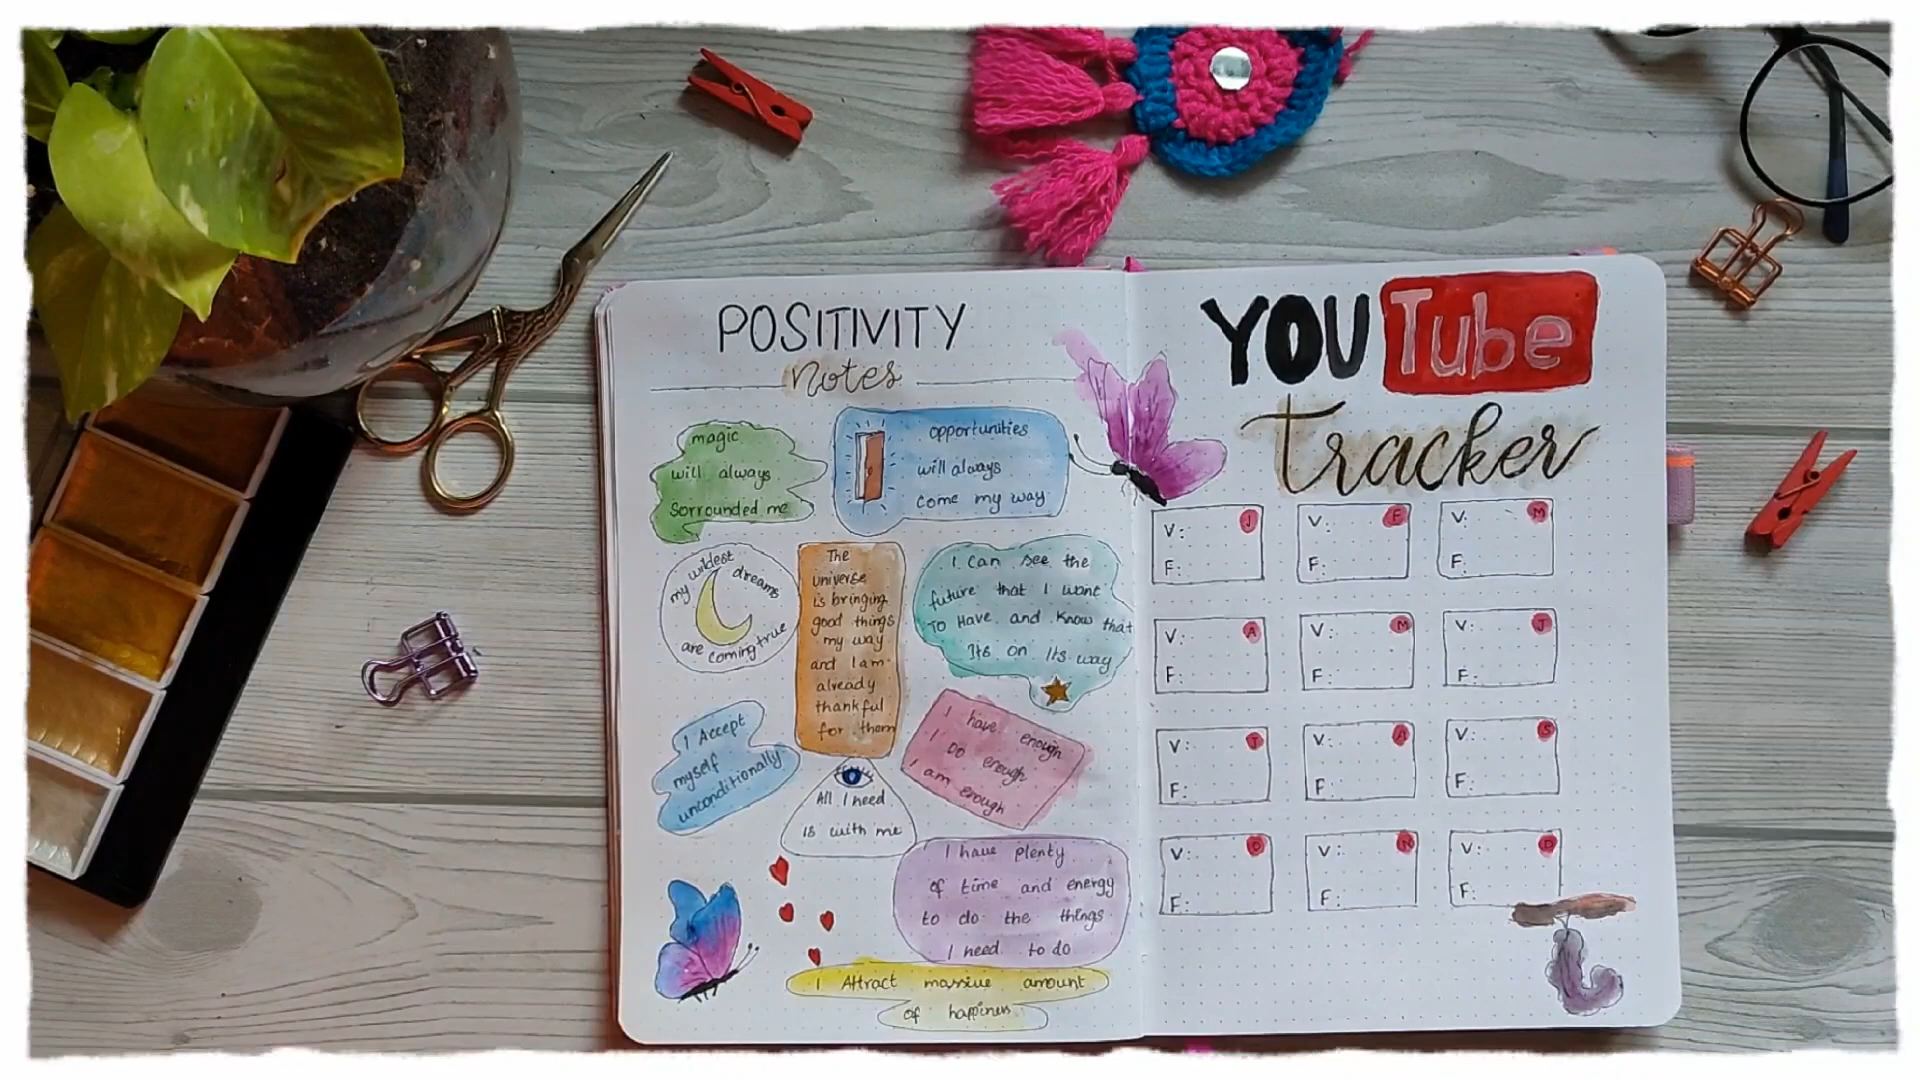 POSITIVITY
notes
magic
will always
sorrounded me
opportunities
will always
come my way
my wildest
dreams
are coming true
The
universe
is bringing
good things
my way
and I am
already
thankful
for them
I Can see the
future that I want
To Have and Know that
Its on Its way
I Accept
myself
unconditionally
I have enough
I Do enough
I am enough
All I need
is with me
I have plenty
of time and energy
to do the things
I need to do
I Attract massive amount
of happiness
YOU Tube
Tracker
V: J
F:
V: F
F:
V: M
F:
V: A
F:
V: M
F:
V: J
F:
V: J
F:
V: A
F:
V: S
F:
V: O
F:
V: N
F:
V: D
F: